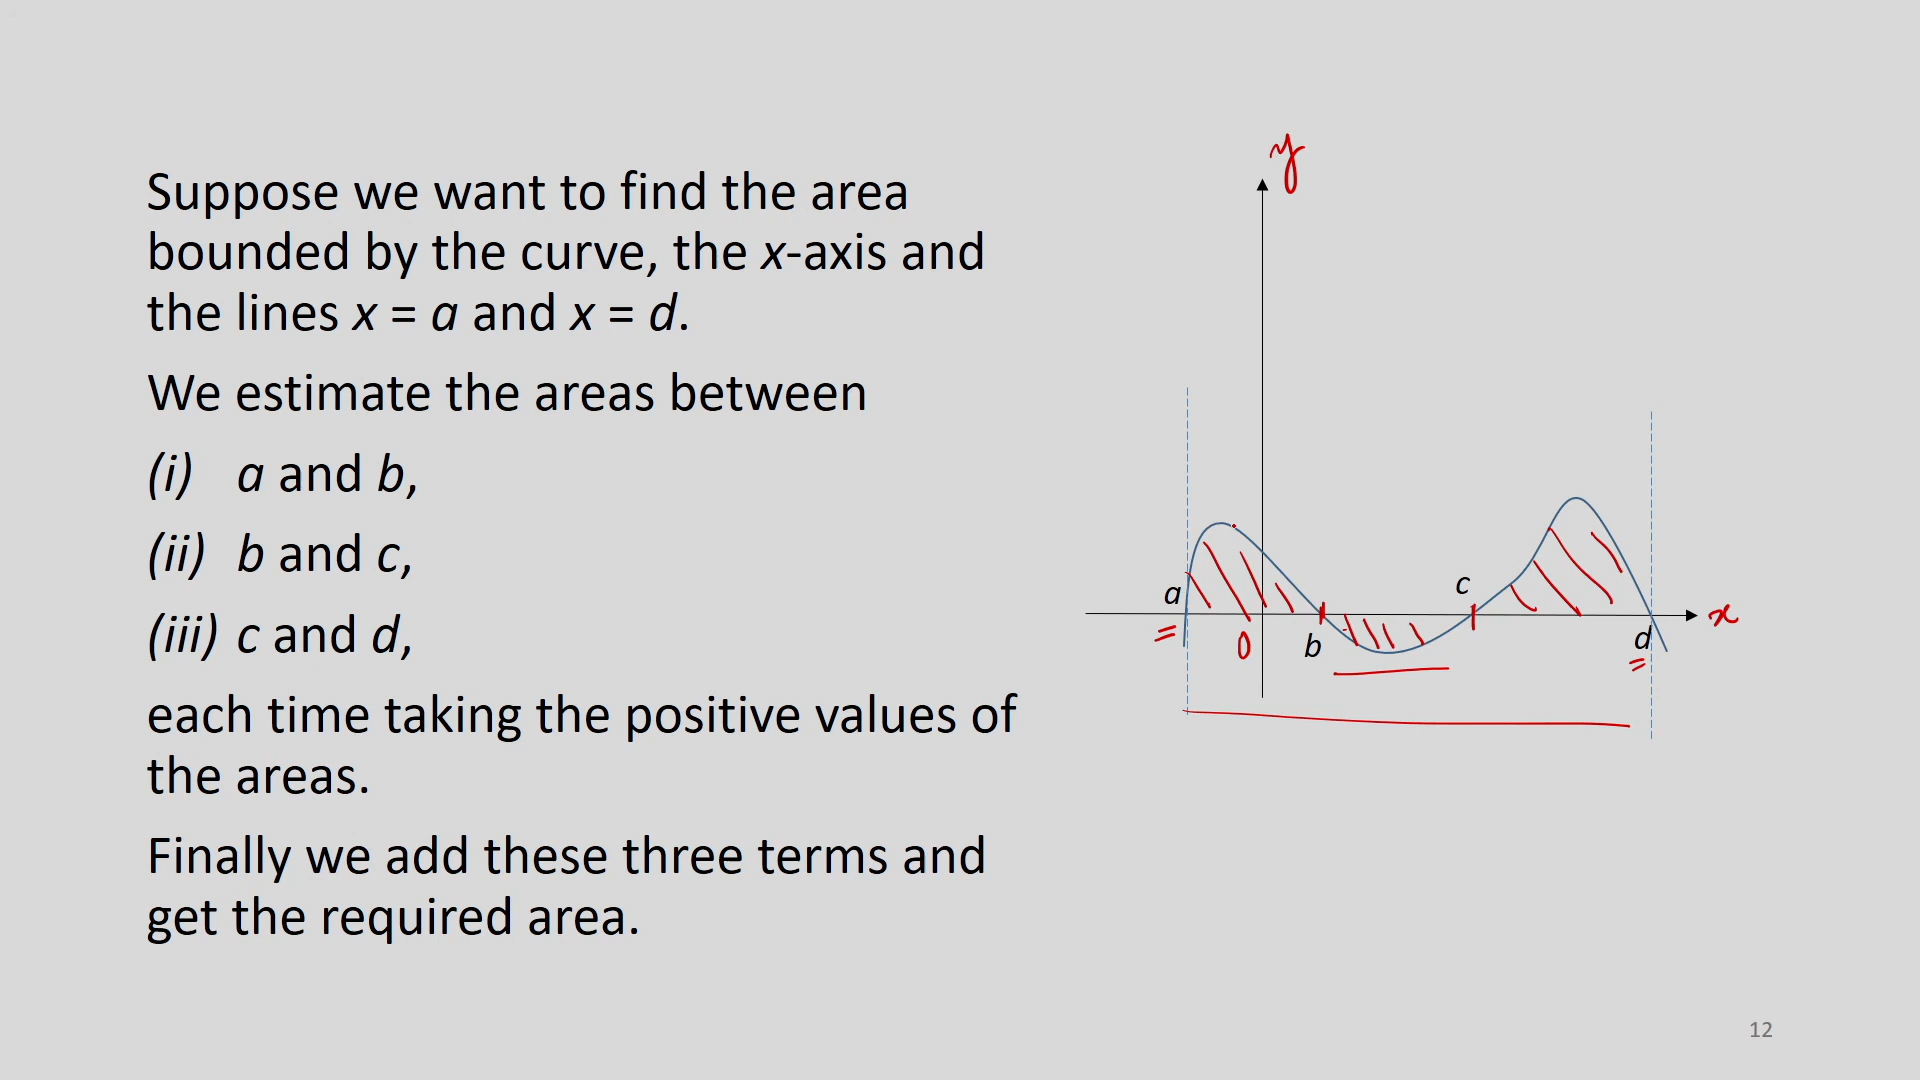 Suppose we want to find the area
bounded by the curve, the x-axis and
the lines x = a and x = d.
We estimate the areas between
(i) a and b,
(ii) b and c,
(iii) c and d,
each time taking the positive values of
the areas.
Finally we add these three terms and
get the required area.
y
a
c
x
0
b
d
12